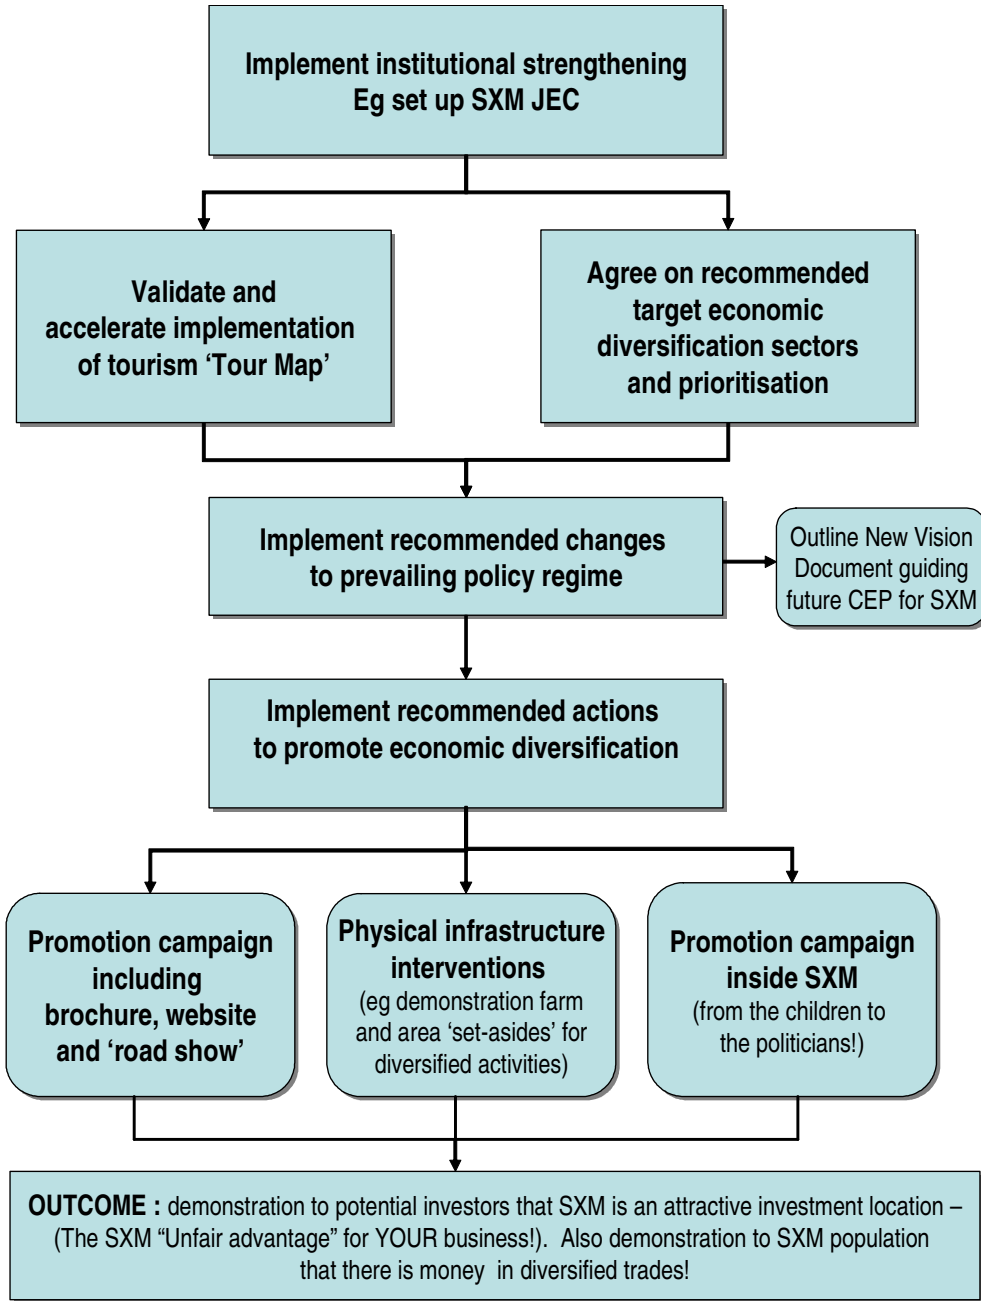 Implement institutional strengthening
Eg set up SXM JEC
Validate and
accelerate implementation
of tourism ‘Tour Map’
Agree on recommended
target economic
diversification sectors
and prioritisation
Implement recommended changes
to prevailing policy regime
Outline New Vision
Document guiding
future CEP for SXM
Implement recommended actions
to promote economic diversification
Promotion campaign
including
brochure, website
and ‘road show’
Physical infrastructure
interventions
(eg demonstration farm
and area ‘set-asides’ for
diversified activities)
Promotion campaign
inside SXM
(from the children to
the politicians!)
OUTCOME : demonstration to potential investors that SXM is an attractive investment location –
(The SXM “Unfair advantage” for YOUR business!). Also demonstration to SXM population
that there is money in diversified trades!